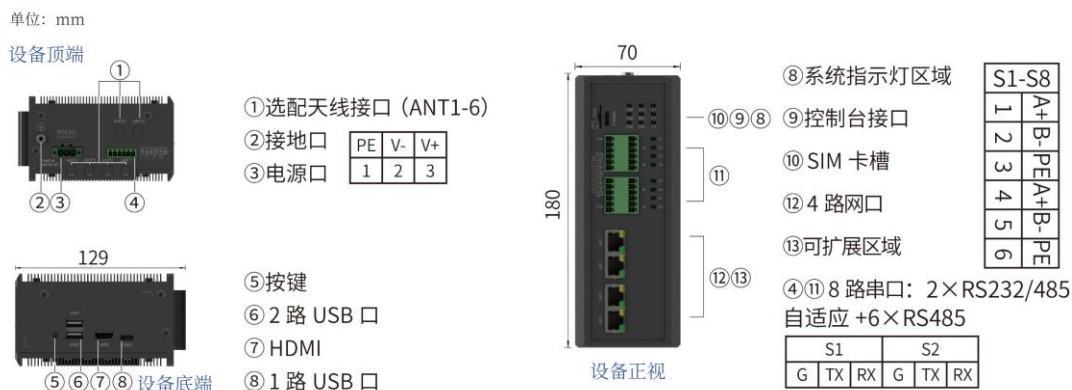 单位：mm
设备顶端
①
②③
④
①选配天线接口（ANT1-6）
②接地口
③电源口
PE V- V+
1 2 3
129
⑤⑥⑦⑧ 设备底端
⑤按键
⑥2 路 USB 口
⑦HDMI
⑧1 路 USB 口
70
180
⑩⑨⑧
⑪
⑫⑬
设备正视
⑧系统指示灯区域
⑨控制台接口
⑩ SIM 卡槽
⑫4 路网口
⑬可扩展区域
S1-S8
1 A+
2 B-
3 PE
4 A+
5 B-
6 PE
④⑪ 8 路串口：2×RS232/485
自适应 +6×RS485
S1 S2
G TX RX G TX RX